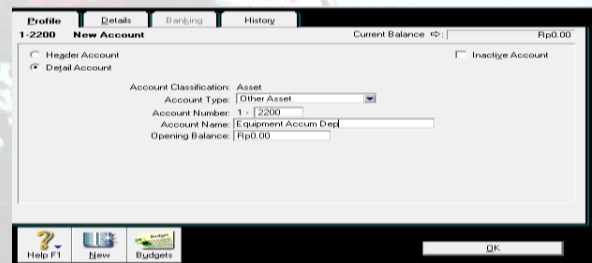 Profile Details Banking History
1-2200 New Account Current Balance ⇨: Rp0.00
Header Account Inactive Account
Detail Account
Account Classification: Asset
Account Type: Other Asset
Account Number: 1 - 2200
Account Name: Equipment Accum Dep
Opening Balance: Rp0.00
Help F1 New Budgets OK